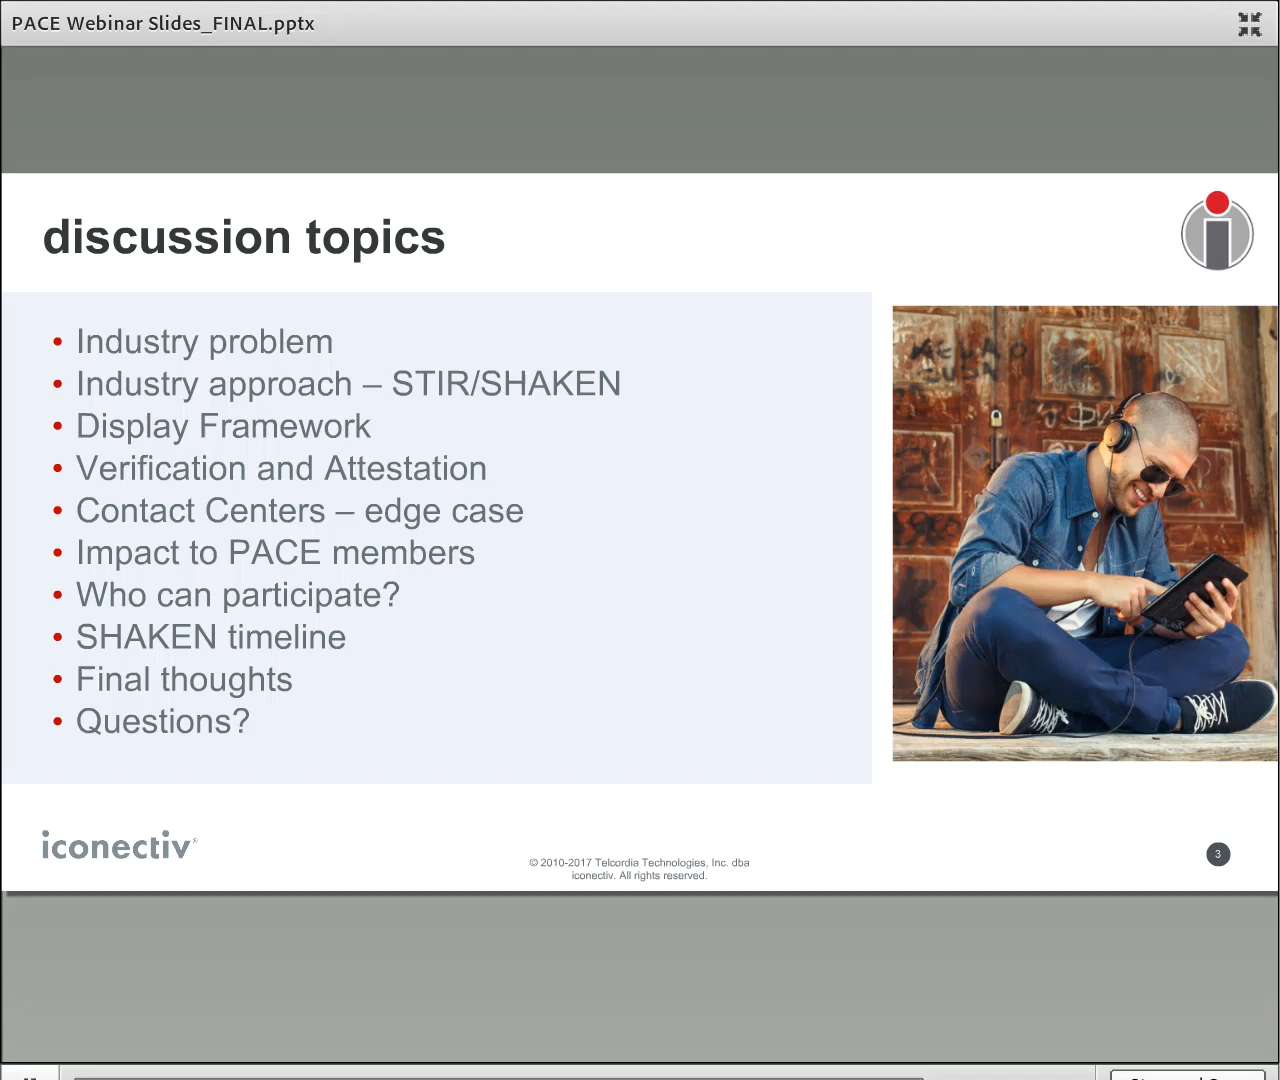 PACE Webinar Slides_FINAL.pptx
discussion topics
• Industry problem
• Industry approach – STIR/SHAKEN
• Display Framework
• Verification and Attestation
• Contact Centers – edge case
• Impact to PACE members
• Who can participate?
• SHAKEN timeline
• Final thoughts
• Questions?
iconectiv®
© 2010-2017 Telcordia Technologies, Inc. dba
iconectiv. All rights reserved.
3